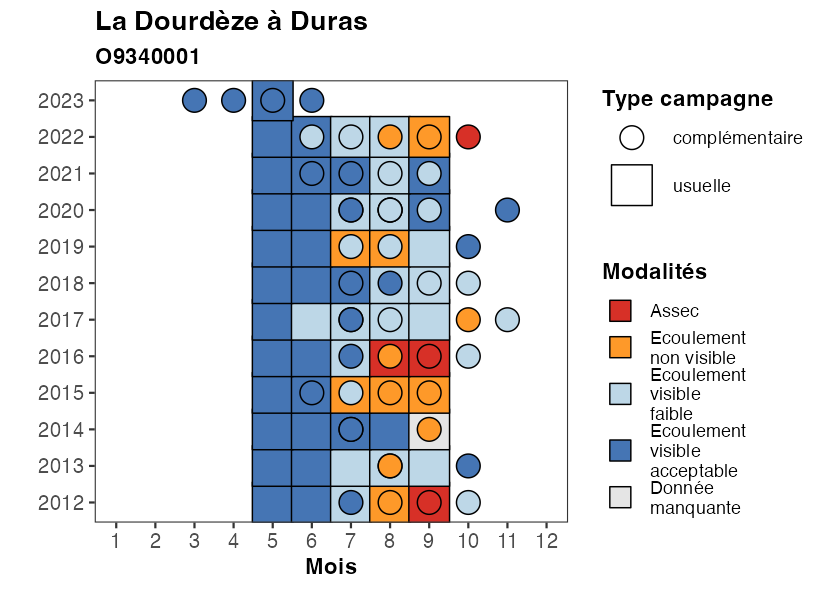 La Dourdèze à Duras
O9340001
2023
2022
2021
2020
2019
2018
2017
2016
2015
2014
2013
2012
1 2 3 4 5 6 7 8 9 10 11 12
Mois
Type campagne
complémentaire
usuelle
Modalités
Assec
Ecoulement
non visible
Ecoulement
visible
faible
Ecoulement
visible
acceptable
Donnée
manquante